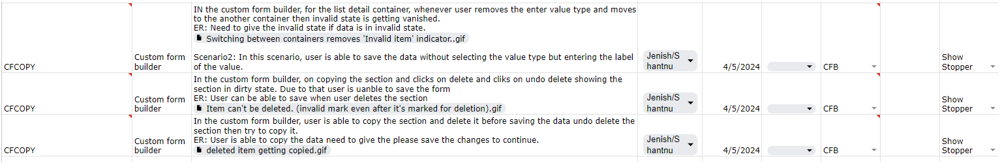 IN the custom form builder, for the list detail container, whenever user removes the enter value type and moves
to the another container then invalid state is getting vanished.
ER: Need to give the invalid state if data is in invalid state.
Switching between containers removes 'Invalid item' indicator..gif
Scenario2: In this scenario, user is able to save the data without selecting the value type but entering the label
of the value.
CFCOPY
Custom form
builder
Jenish/S
hantnu
4/5/2024
CFB
Show
Stopper
In the custom form builder, on copying the section and clicks on delete and cliks on undo delete showing the
section in dirty state. Due to that user is uanble to save the form
ER: User can be able to save when user deletes the section
Item can't be deleted. (invalid mark even after it's marked for deletion).gif
CFCOPY
Custom form
builder
Jenish/S
hantnu
4/5/2024
CFB
Show
Stopper
In the custom form builder, user is able to copy the section and delete it before saving the data undo delete the
section then try to copy it.
ER: User is able to copy the data need to give the please save the changes to continue.
deleted item getting copied.gif
CFCOPY
Custom form
builder
Jenish/S
hantnu
4/5/2024
CFB
Show
Stopper